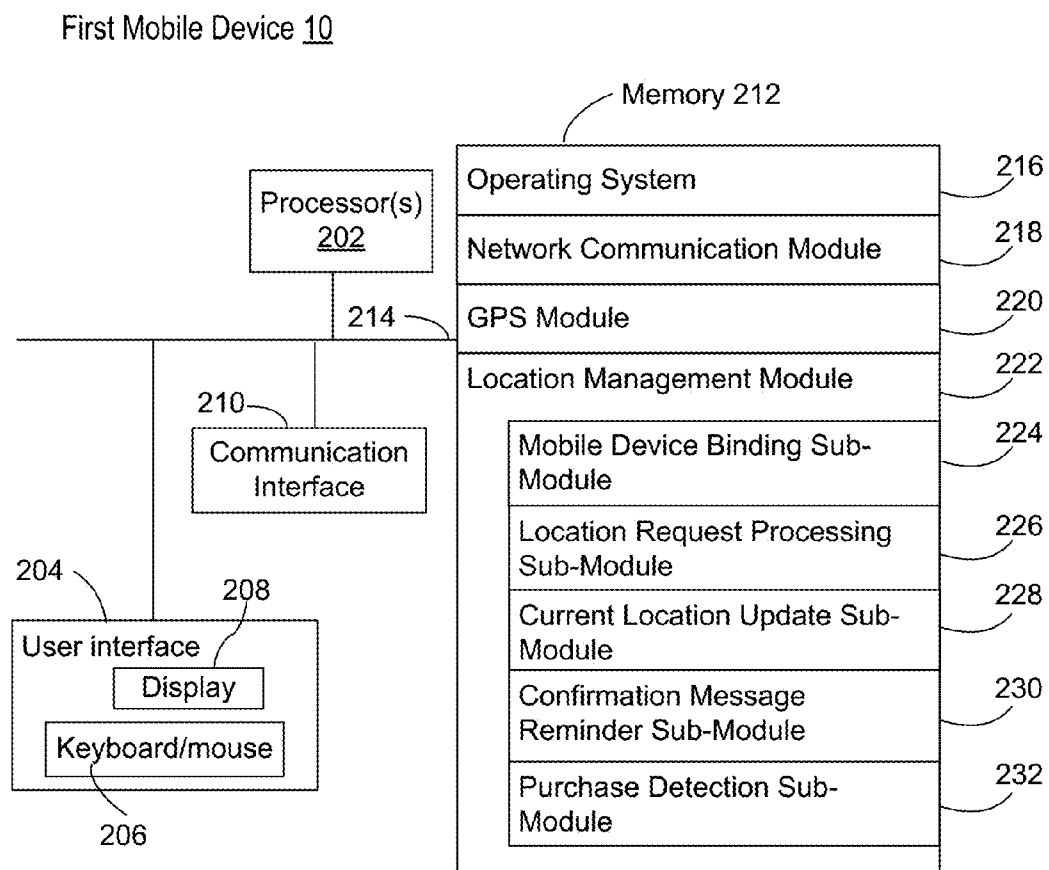 First Mobile Device 10
Memory 212
Operating System
216
Processor(s)
202
Network Communication Module
218
214
GPS Module
220
Location Management Module
222
210
Communication
Interface
Mobile Device Binding Sub-
Module
224
Location Request Processing
Sub-Module
226
204
208
User interface
Display
Keyboard/mouse
206
Current Location Update Sub-
Module
228
Confirmation Message
Reminder Sub-Module
230
Purchase Detection Sub-
Module
232